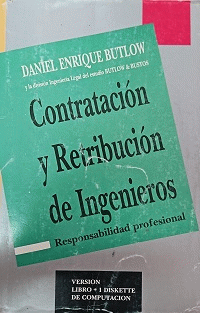 DANIEL ENRIQUE BUTLOW
y la división Ingeniería Legal del estudio BUTLOW & BUSTOS
Contratación
y Retribución
de Ingenieros
Responsabilidad profesional
VERSION
LIBRO + 1 DISKETTE
DE COMPUTACION